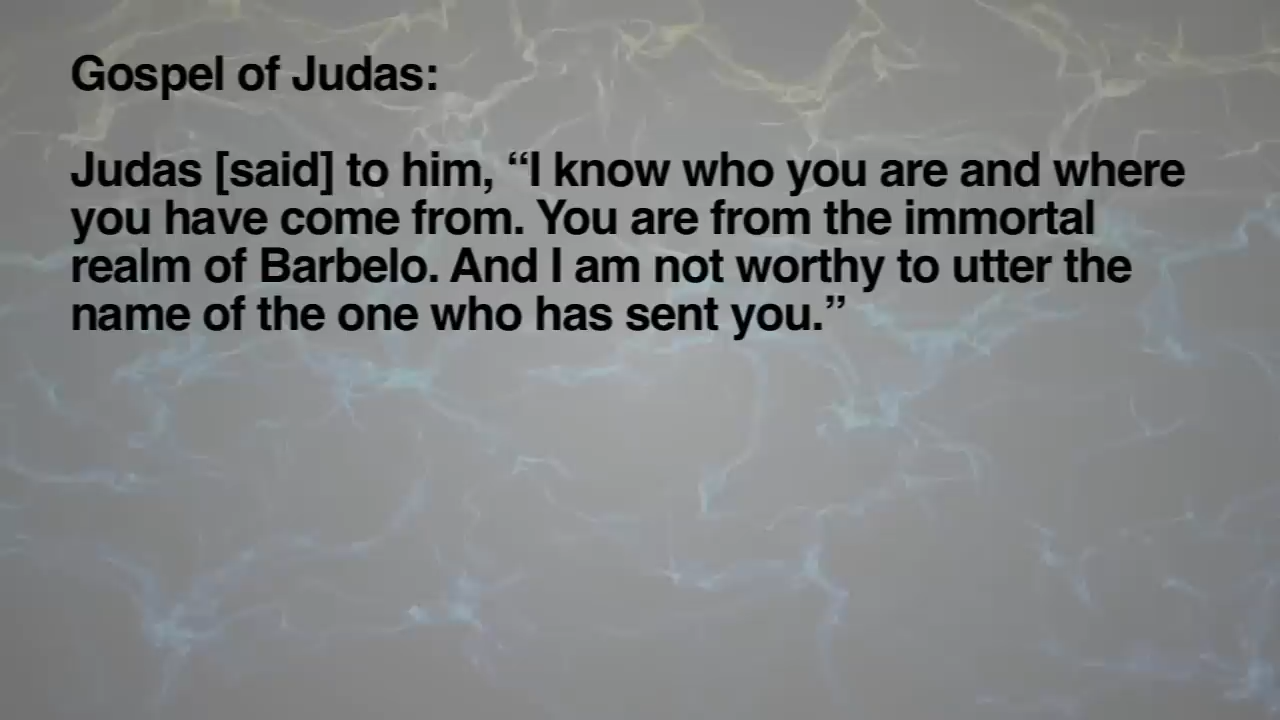 Gospel of Judas:
Judas [said] to him, “I know who you are and where
you have come from. You are from the immortal
realm of Barbelo. And I am not worthy to utter the
name of the one who has sent you.”